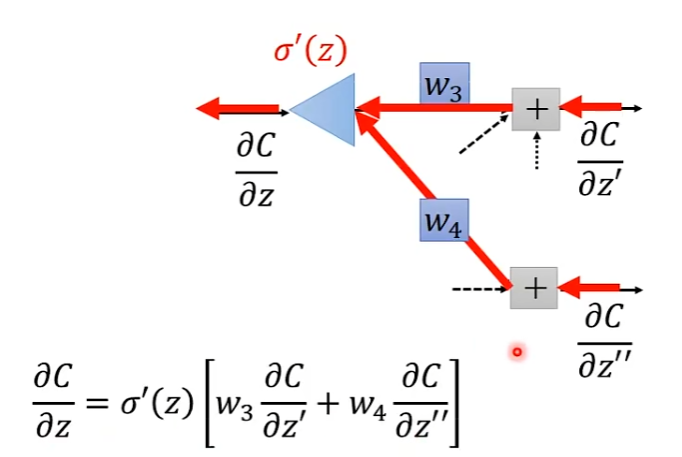 σ′(z)
w₃
+
∂C/∂z
∂C/∂z′
w₄
+
∂C/∂z′′
∂C/∂z = σ′(z) [w₃ ∂C/∂z′ + w₄ ∂C/∂z′′]